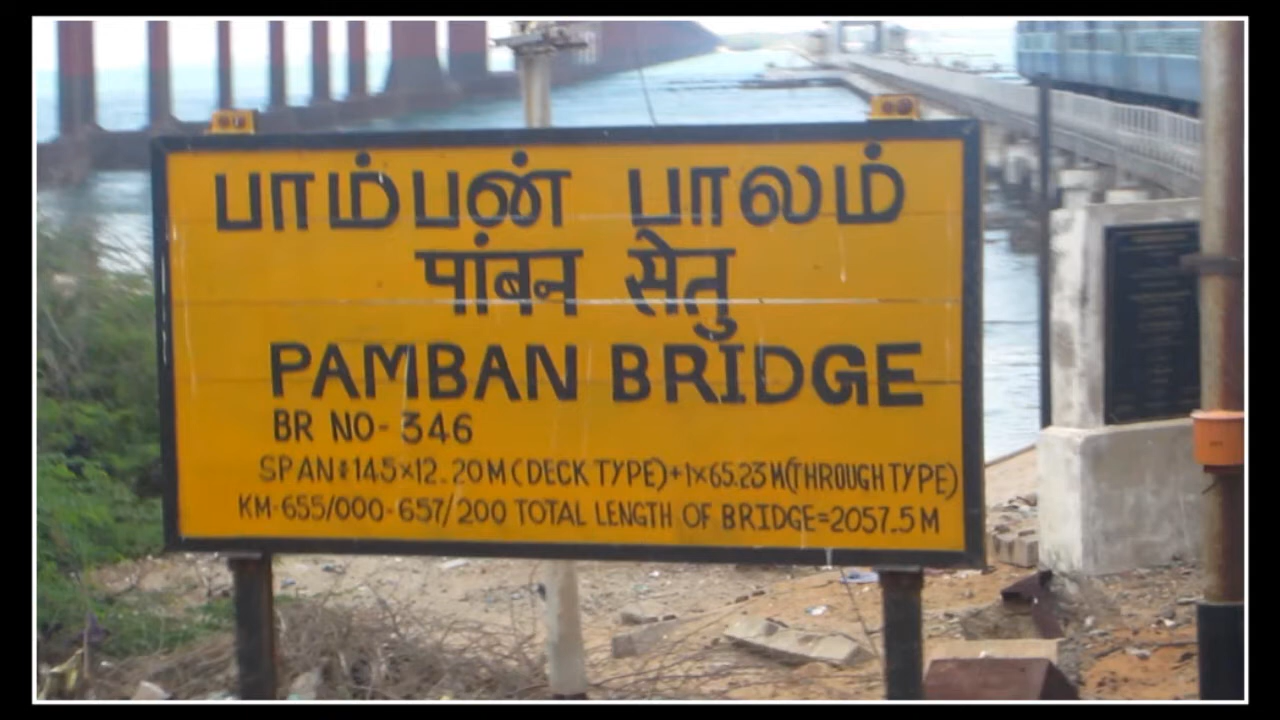 பாம்பன் பாலம்
पांबन सेतु
PAMBAN BRIDGE
BR NO- 346
SPAN:145×12.20M(DECK TYPE)+1×65.23M(THROUGH TYPE)
KM-655/000-657/200 TOTAL LENGTH OF BRIDGE=2057.5M